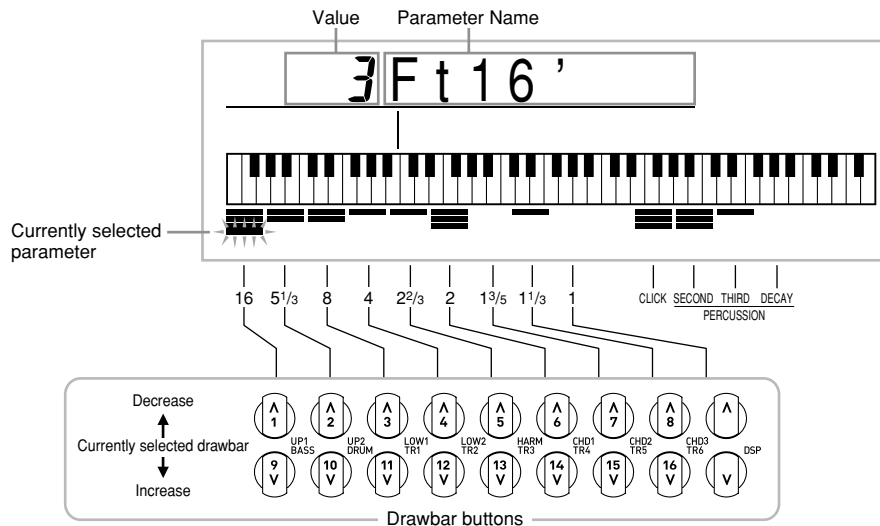 Value Parameter Name
3 Ft16’
Currently selected
parameter
16 5 1/3 8 4 2 2/3 2 1 3/5 1 1/3 1 CLICK SECOND THIRD DECAY
PERCUSSION
Decrease
Currently selected drawbar
Increase
1 2 3 4 5 6 7 8
UP1 UP2 LOW1 LOW2 HARM CHD1 CHD2 CHD3
BASS DRUM TR1 TR2 TR3 TR4 TR5 TR6 DSP
9 10 11 12 13 14 15 16
Drawbar buttons